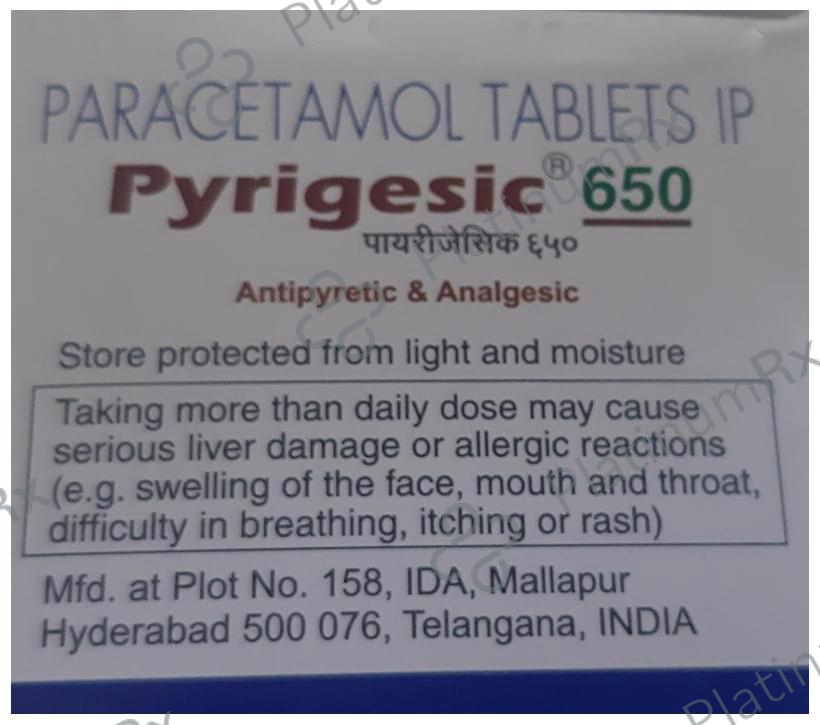 PARACETAMOL TABLETS IP
Pyrigesic® 650
पायरीजेसिक ६५०
Antipyretic & Analgesic
Store protected from light and moisture
Taking more than daily dose may cause
serious liver damage or allergic reactions
(e.g. swelling of the face, mouth and throat,
difficulty in breathing, itching or rash)
Mfd. at Plot No. 158, IDA, Mallapur
Hyderabad 500 076, Telangana, INDIA
PlatinumRx
PlatinumRx